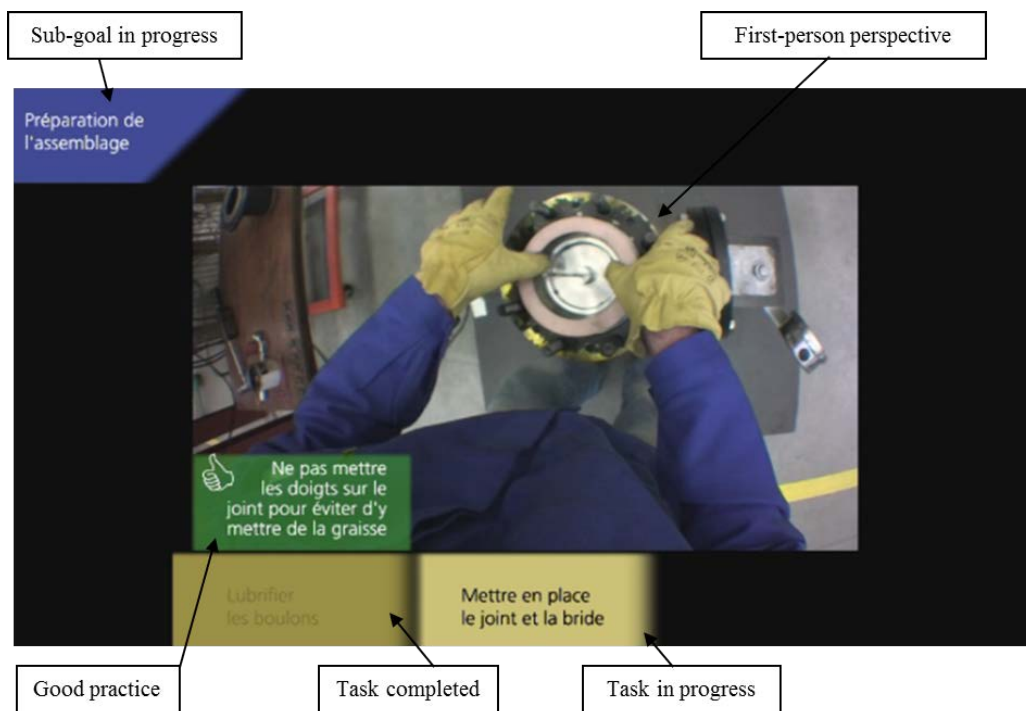 Sub-goal in progress
First-person perspective
Préparation de
l'assemblage
Ne pas mettre
les doigts sur le
joint pour éviter d'y
mettre de la graisse
Lubrifier
les boulons
Mettre en place
le joint et la bride
Good practice
Task completed
Task in progress